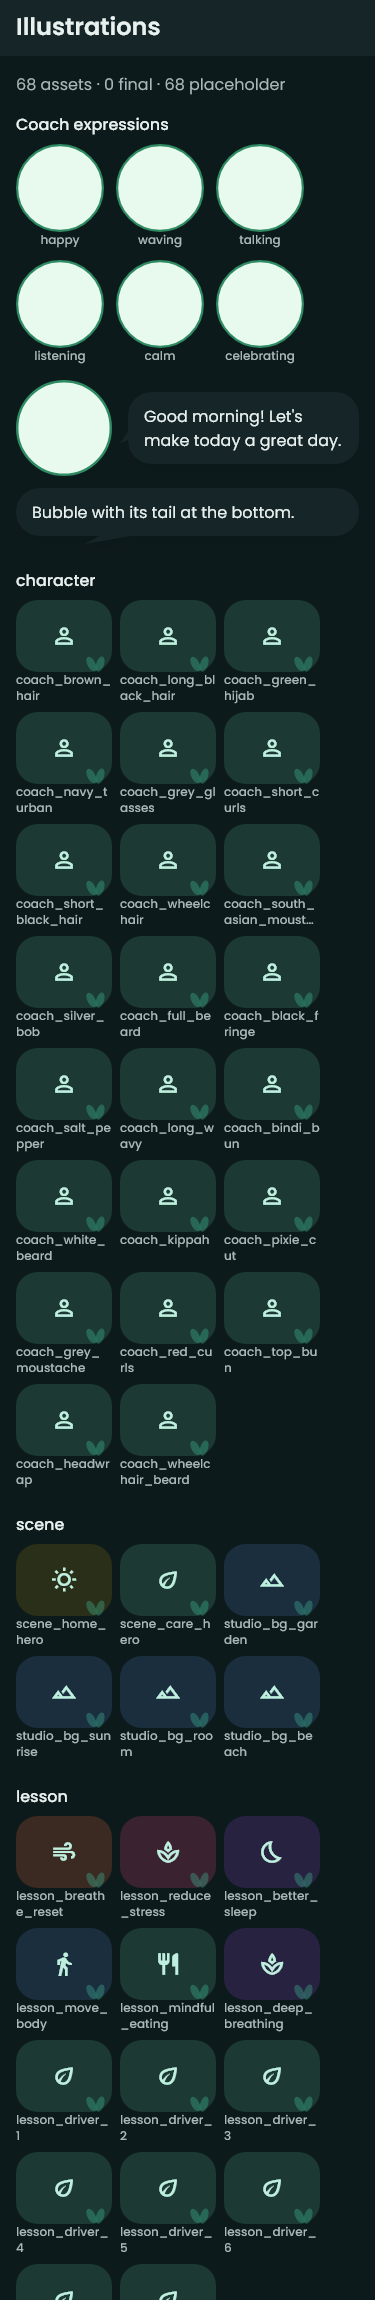 Illustrations
68 assets · 0 final · 68 placeholder
Coach expressions
happy
waving
talking
listening
calm
celebrating
Good morning! Let's
make today a great day.
Bubble with its tail at the bottom.
character
coach_brown_
hair
coach_long_bl
ack_hair
coach_green_
hijab
coach_navy_t
urban
coach_grey_gl
asses
coach_short_c
urls
coach_short_
black_hair
coach_wheelc
hair
coach_south_
asian_moust…
coach_silver_
bob
coach_full_be
ard
coach_black_f
ringe
coach_salt_pe
pper
coach_long_w
avy
coach_bindi_b
un
coach_white_
beard
coach_kippah
coach_pixie_c
ut
coach_grey_
moustache
coach_red_cu
rls
coach_top_bu
n
coach_headwr
ap
coach_wheelc
hair_beard
scene
scene_home_
hero
scene_care_h
ero
studio_bg_gar
den
studio_bg_sun
rise
studio_bg_roo
m
studio_bg_be
ach
lesson
lesson_breath
e_reset
lesson_reduce
_stress
lesson_better_
sleep
lesson_move_
body
lesson_mindful
_eating
lesson_deep_
breathing
lesson_driver_
1
lesson_driver_
2
lesson_driver_
3
lesson_driver_
4
lesson_driver_
5
lesson_driver_
6